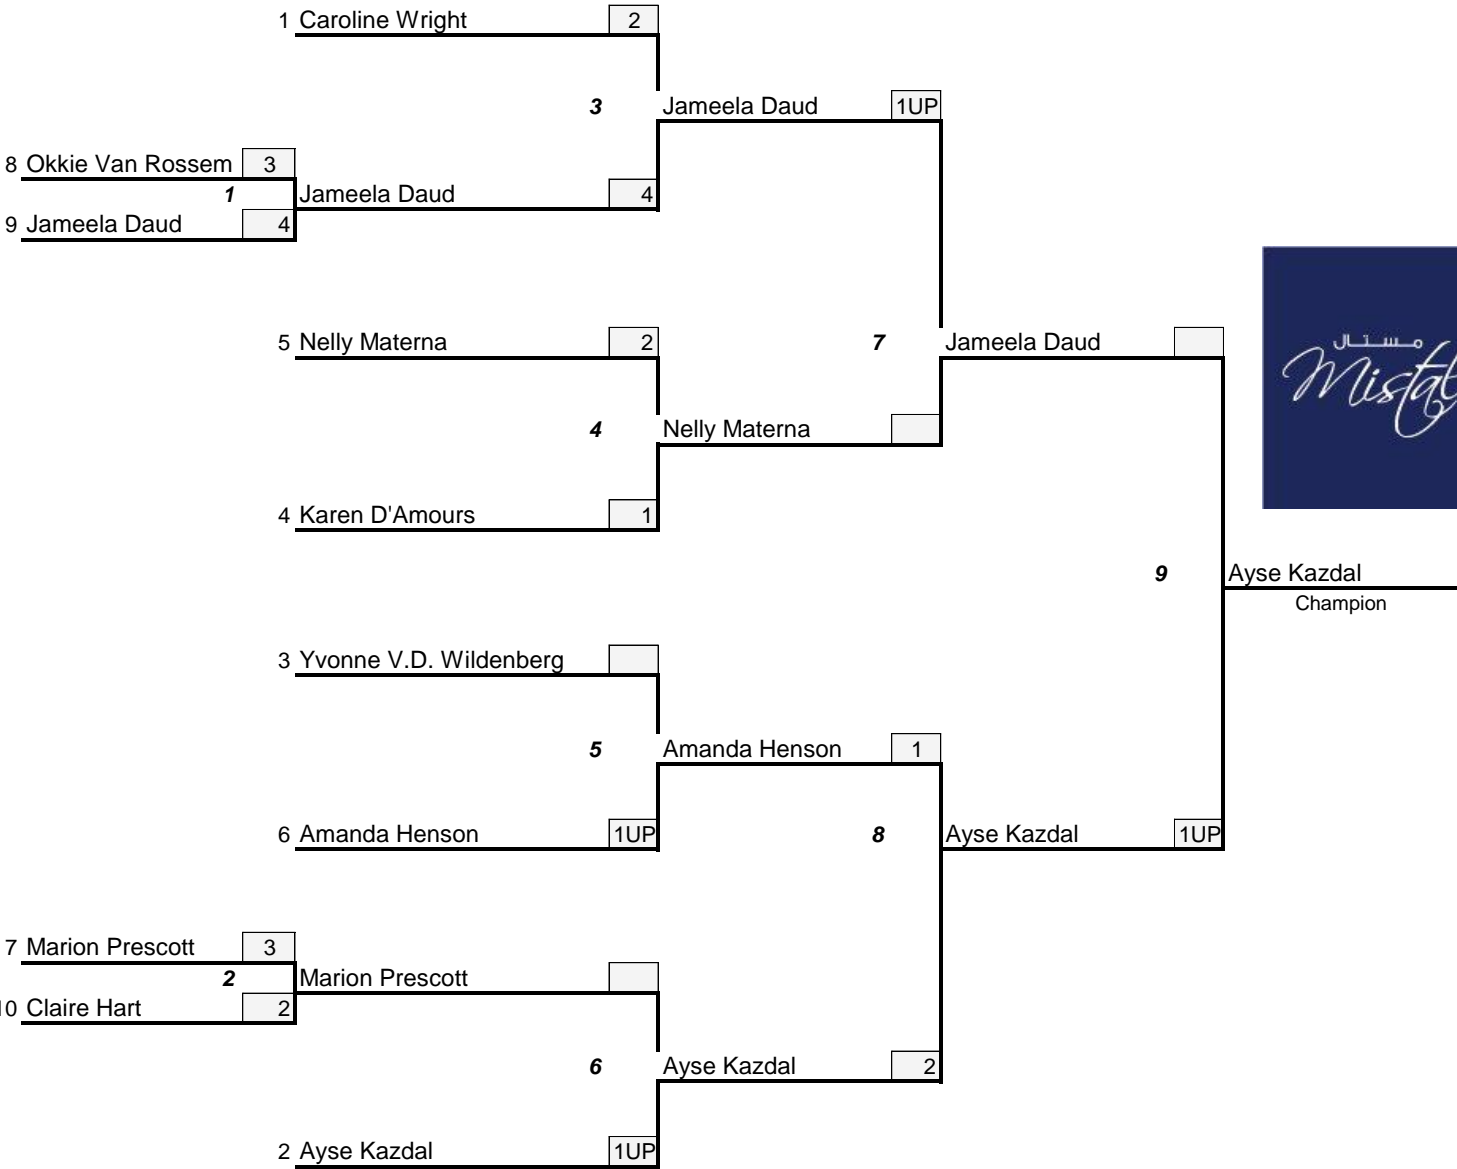 1 Caroline Wright 2
3 Jameela Daud 1UP
8 Okkie Van Rossem 3
1 Jameela Daud 4
9 Jameela Daud 4
5 Nelly Materna 2
7 Jameela Daud
مستال
Mistal
4 Nelly Materna
4 Karen D'Amours 1
9 Ayse Kazdal
Champion
3 Yvonne V.D. Wildenberg
5 Amanda Henson 1
6 Amanda Henson 1UP
8 Ayse Kazdal 1UP
7 Marion Prescott 3
2 Marion Prescott
10 Claire Hart 2
6 Ayse Kazdal 2
2 Ayse Kazdal 1UP